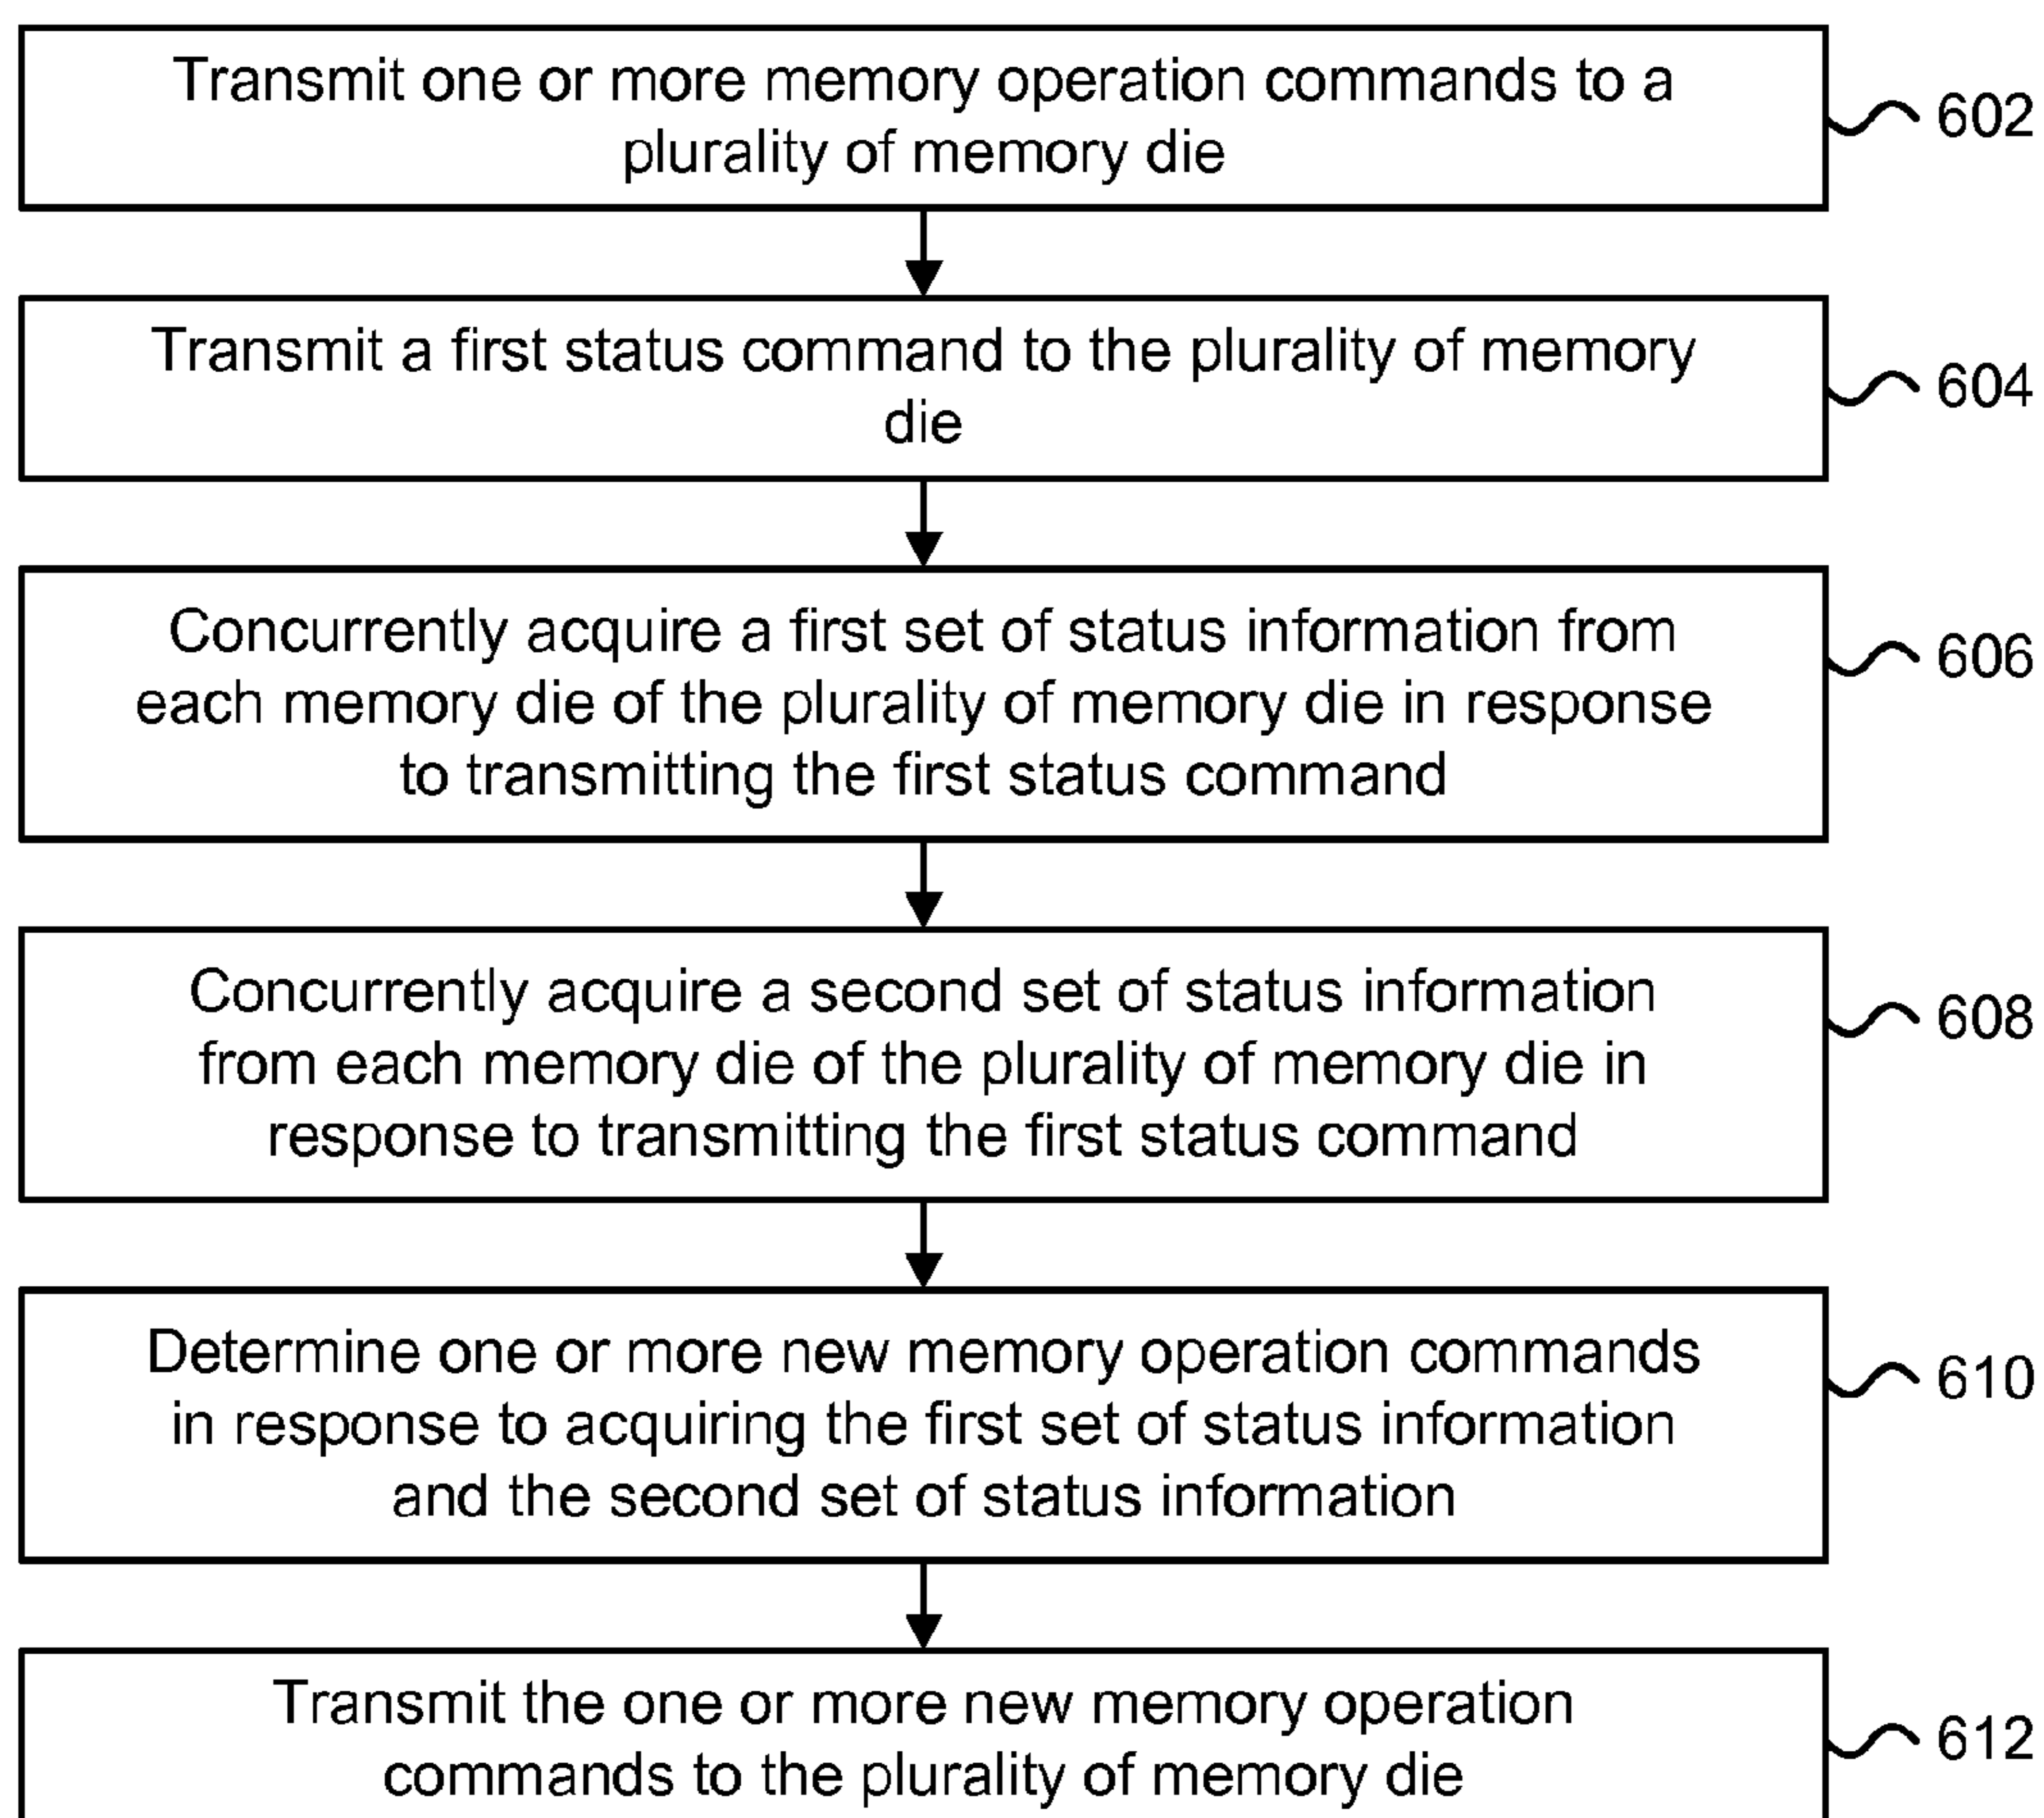 Transmit one or more memory operation commands to a
plurality of memory die
602
Transmit a first status command to the plurality of memory
die
604
Concurrently acquire a first set of status information from
each memory die of the plurality of memory die in response
to transmitting the first status command
606
Concurrently acquire a second set of status information
from each memory die of the plurality of memory die in
response to transmitting the first status command
608
Determine one or more new memory operation commands
in response to acquiring the first set of status information
and the second set of status information
610
Transmit the one or more new memory operation
commands to the plurality of memory die
612